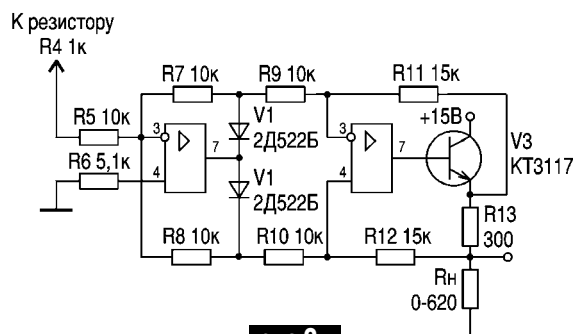 К резистору
R4 1к
R7 10к
R9 10к
R11 15к
+15В
R5 10к
V1
2Д522Б
V3
КТ3117
3
7
3
7
R6 5,1к
4
4
V1
2Д522Б
R13
300
R8 10к
R10 10к
R12 15к
Rн
0-620